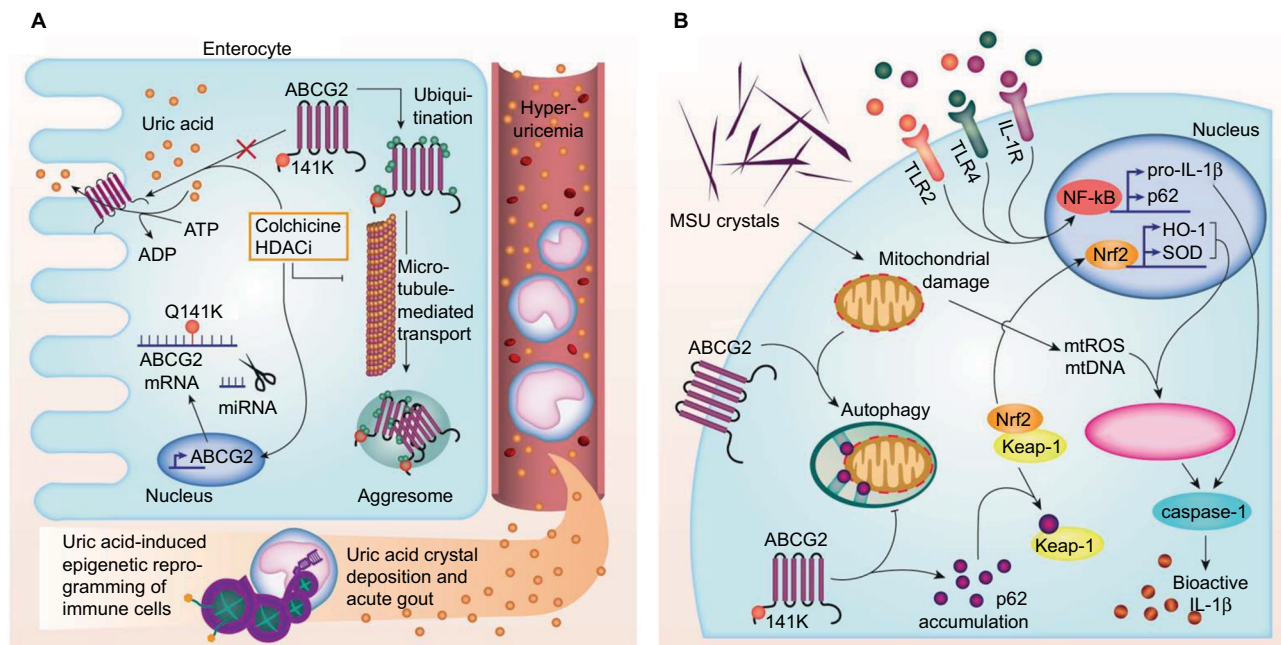 A
Enterocyte
ABCG2
Ubiqui-
tination
Uric acid
141K
Hyper-
uricemia
ATP
ADP
Colchicine
HDACi
Micro-
tubule-
mediated
transport
Q141K
ABCG2
mRNA
miRNA
ABCG2
Nucleus
Aggresome
Uric acid-induced
epigenetic repro-
gramming of
immune cells
Uric acid crystal
deposition and
acute gout
B
MSU crystals
TLR2
TLR4
IL-1R
Nucleus
NF-kB
pro-IL-1β
p62
Nrf2
HO-1
SOD
Mitochondrial
damage
mtROS
mtDNA
ABCG2
Autophagy
Nrf2
Keap-1
caspase-1
Keap-1
ABCG2
141K
p62
accumulation
Bioactive
IL-1β